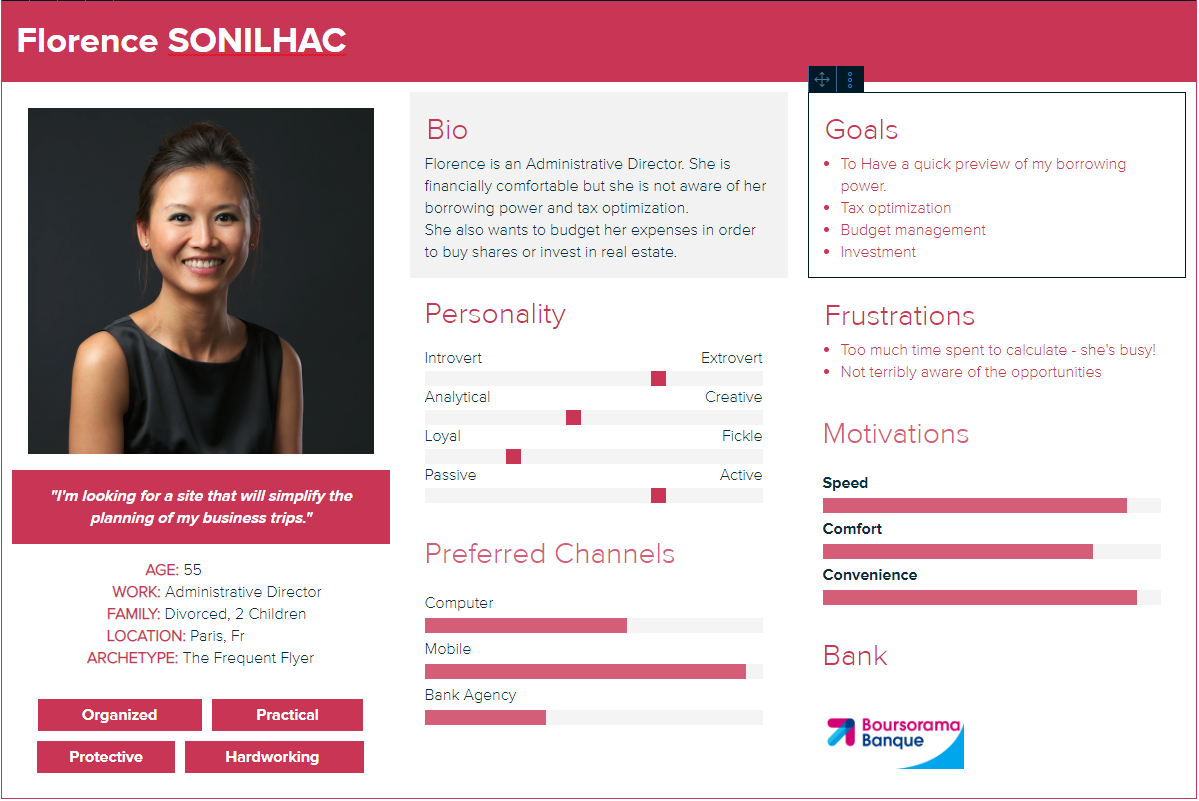 Florence SONILHAC
"I'm looking for a site that will simplify the
planning of my business trips."
AGE: 55
WORK: Administrative Director
FAMILY: Divorced, 2 Children
LOCATION: Paris, Fr
ARCHETYPE: The Frequent Flyer
Organized Practical
Protective Hardworking
Bio
Florence is an Administrative Director. She is
financially comfortable but she is not aware of her
borrowing power and tax optimization.
She also wants to budget her expenses in order
to buy shares or invest in real estate.
Personality
Introvert Extrovert
Analytical Creative
Loyal Fickle
Passive Active
Preferred Channels
Computer
Mobile
Bank Agency
Goals
To Have a quick preview of my borrowing
power.
Tax optimization
Budget management
Investment
Frustrations
Too much time spent to calculate - she's busy!
Not terribly aware of the opportunities
Motivations
Speed
Comfort
Convenience
Bank
Boursorama
Banque